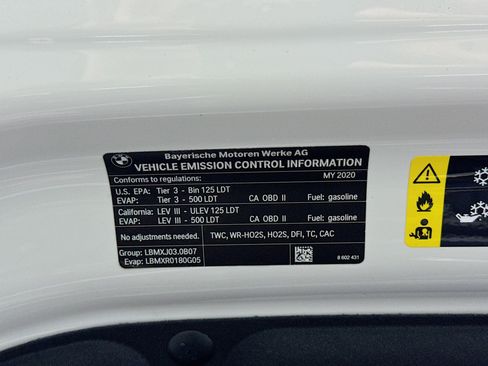 BMW
Bayerische Motoren Werke AG
VEHICLE EMISSION CONTROL INFORMATION
Conforms to regulations: MY 2020
U.S. EPA: Tier 3 - Bin 125 LDT
EVAP: Tier 3 - 500 LDT CA OBD II Fuel: gasoline
California: LEV III - ULEV 125 LDT
EVAP: LEV III - 500 LDT CA OBD II Fuel: gasoline
No adjustments needed. TWC, WR-HO2S, HO2S, DFI, TC, CAC
Group: LBMXJ03.0B07
Evap: LBMXR0180G05 8 602 431